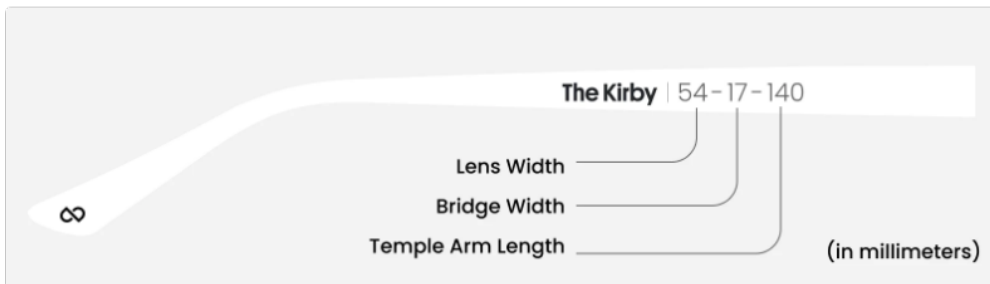 The Kirby | 54-17-140
Lens Width
Bridge Width
Temple Arm Length
(in millimeters)